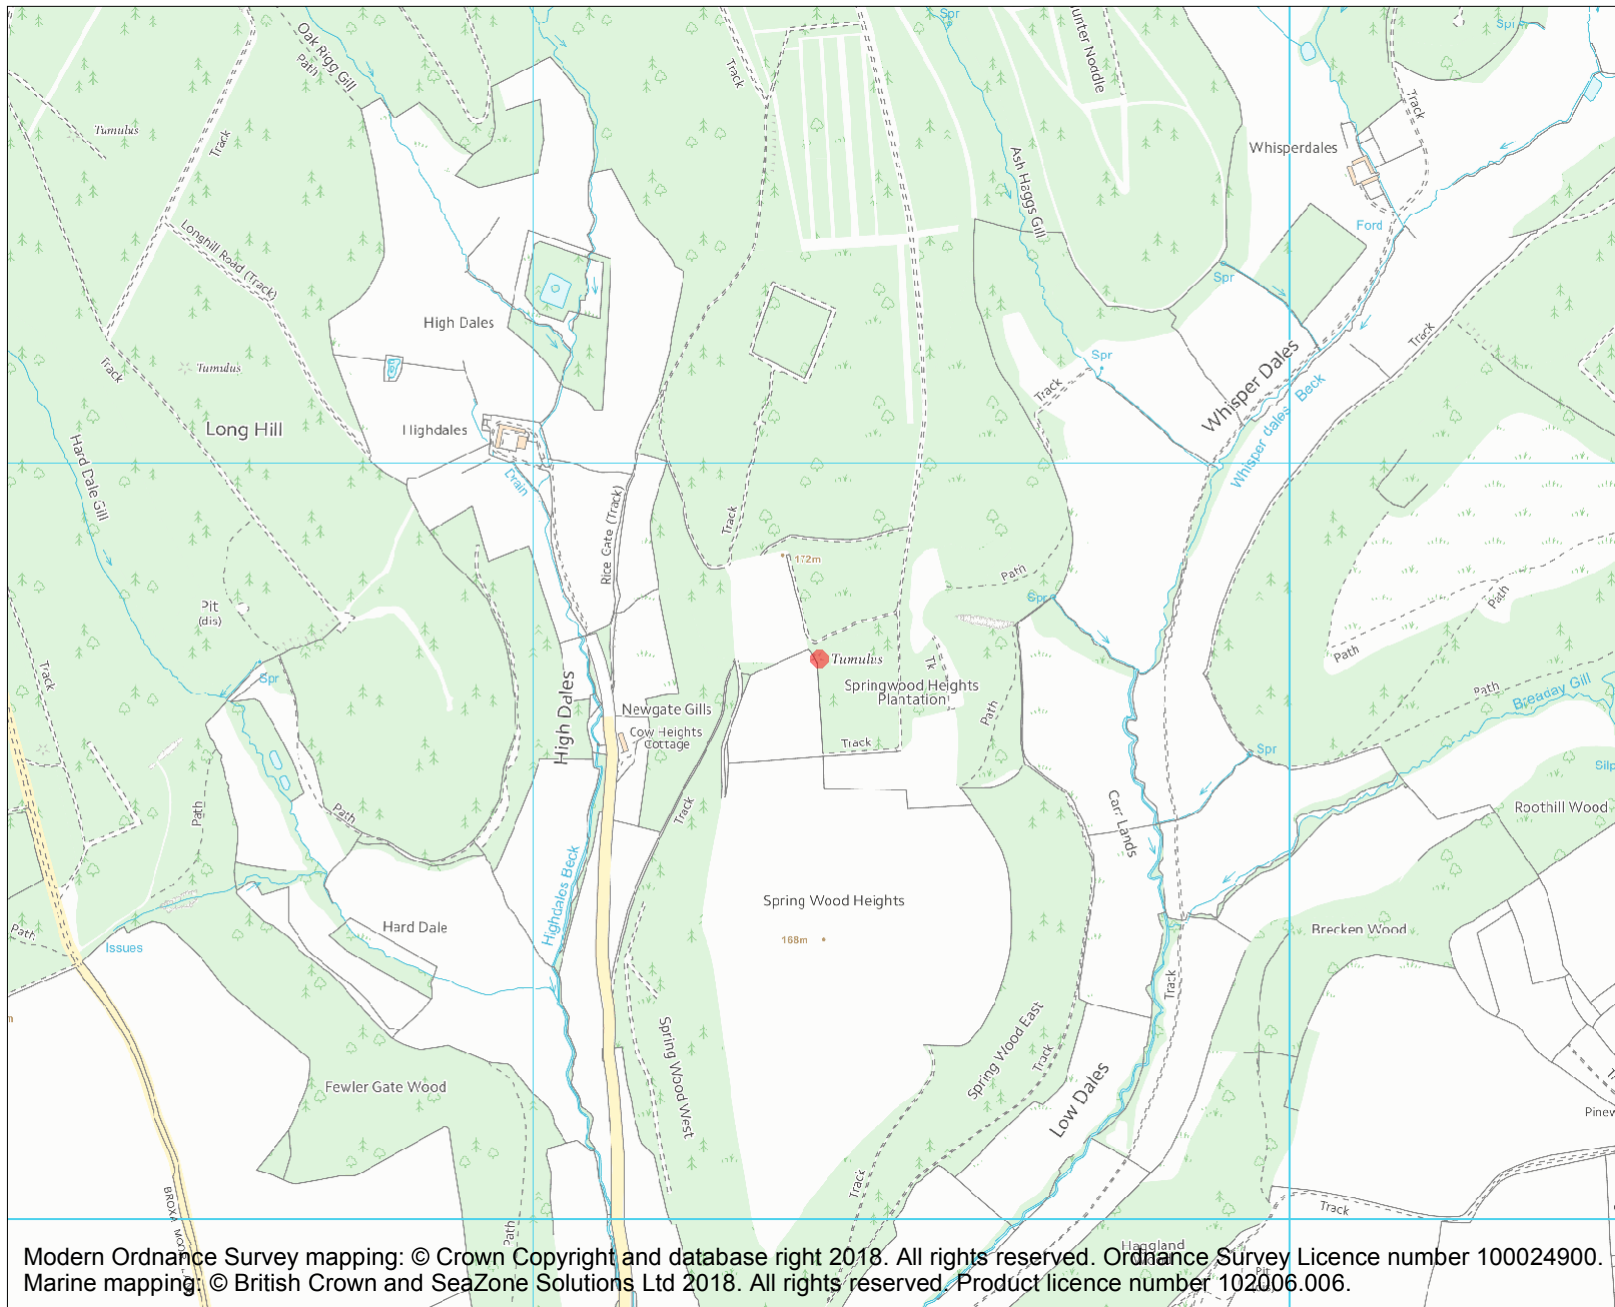 Spr
Spr
Oak Rigg Gill
Path
Track
Track
Tumulus
Track
Whisperdales
Ash Haggs Gill
Ford
Longhill Road (Track)
Spr
High Dales
Track
Spr
Whisper Dales
Track
Tumulus
Track
Whisper dales Beck
Long Hill
Highdales
Hard Dale Gill
Drain
Rice Gate (Track)
Track
172m
Path
Spr
Path
Pit
(dis)
Tumulus
Path
Track
Spr
Tk
Springwood Heights
Plantation
Path
Breaday Gill
High Dales
Newgate Gills
Cow Heights
Cottage
Path
Track
Spr
Path
Path
Track
Carr Lands
Roothill Wood
Highdales Beck
Spring Wood Heights
Hard Dale
Path
Issues
168m
Brecken Wood
Track
Spring Wood West
Spring Wood East
Track
Fewler Gate Wood
Low Dales
Track
Path
Track
Haggland
Pit
Modern Ordnance Survey mapping: © Crown Copyright and database right 2018. All rights reserved. Ordnance Survey Licence number 100024900.
Marine mapping: © British Crown and SeaZone Solutions Ltd 2018. All rights reserved. Product licence number 102006.006.